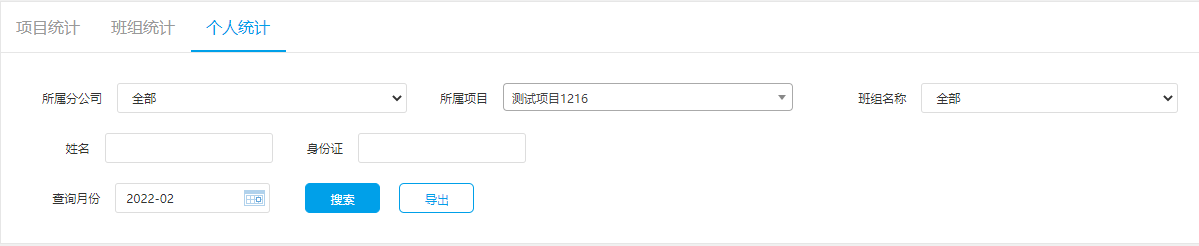 项目统计 班组统计 个人统计
所属分公司 全部 所属项目 测试项目1216 班组名称 全部
姓名 身份证
查询月份 2022-02 搜索 导出